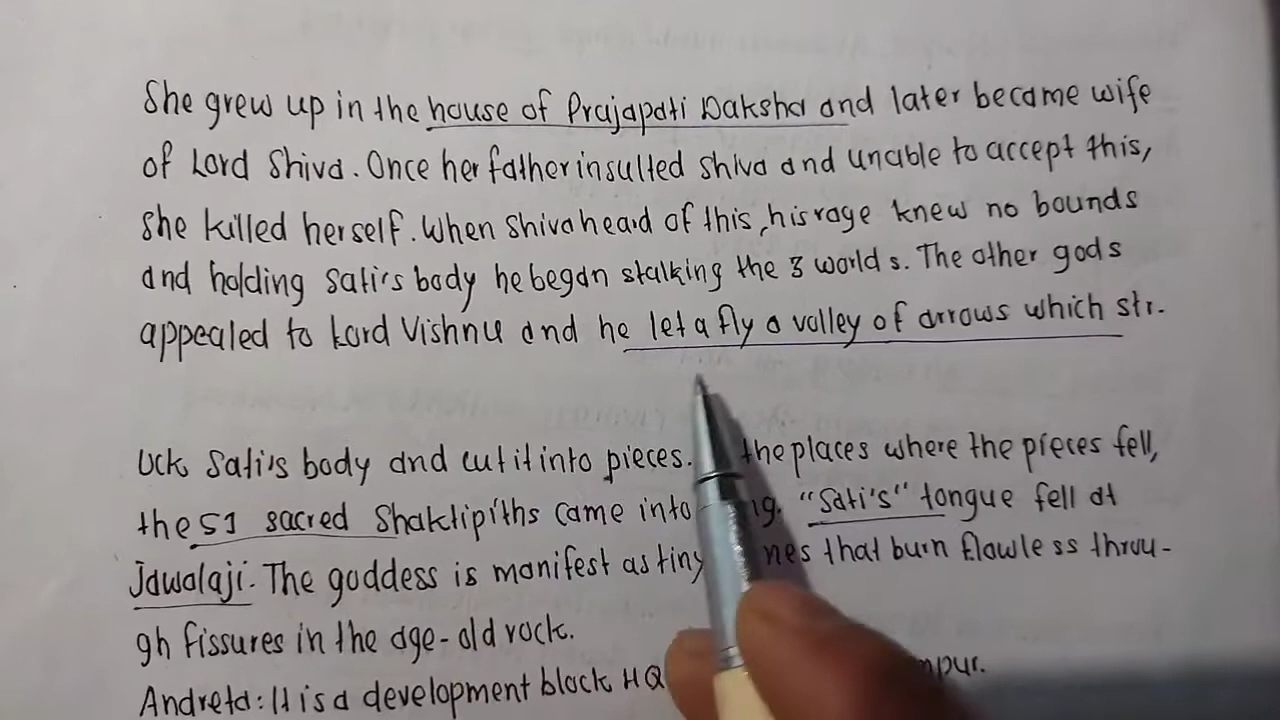 She grew up in the house of Prajapati Daksha and later became wife
of Lord Shiva. Once her father insulted Shiva and unable to accept this,
she killed herself. When Shiva heard of this, his rage knew no bounds
and holding Sati's body he began stalking the 3 worlds. The other gods
appealed to Lord Vishnu and he let a fly a volley of arrows which str.
uck Sati's body and cut it into pieces. the places where the pieces fell,
the 51 sacred Shaktipiths came into "Sati's" tongue fell at
Jawalaji. The goddess is manifest as tiny that burn flawless throu-
gh fissures in the age-old rock.
Andreta: It is a development block HQ